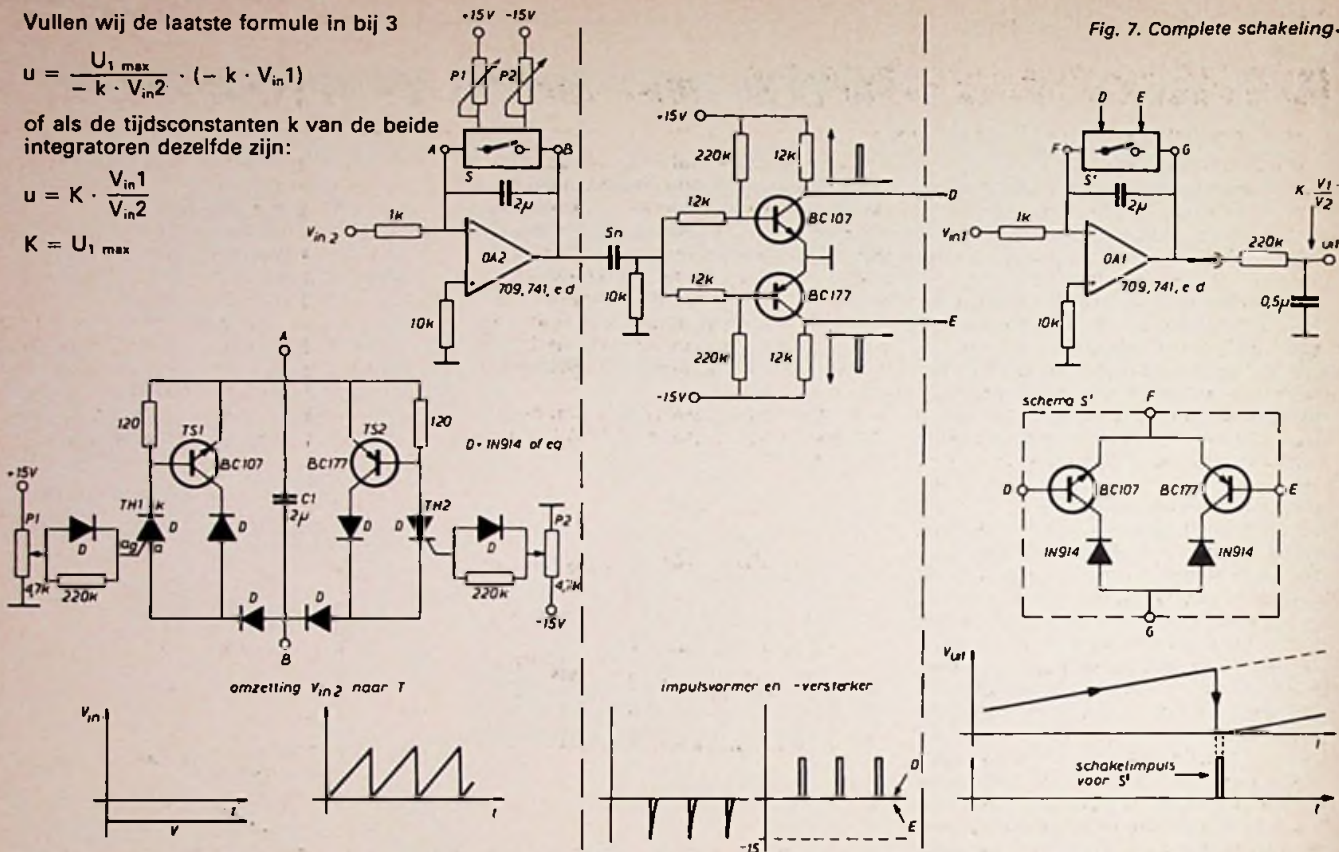 Vullen wij de laatste formule in bij 3
u = U₁ max / – k · Vin2 · (– k · Vin1)
of als de tijdsconstanten k van de beide
integratoren dezelfde zijn:
u = K · Vin1 / Vin2
K = U₁ max
+15V -15V
P1 P2
A B
S
2µ
1k
Vin 2
OA2
709, 741, e d
10k
5n
10k
+15V
220k 12k
12k
BC107
D
12k
BC177
E
220k 12k
-15V
Fig. 7. Complete schakeling.
D E
F G
S'
2µ
1k
Vin1
OA1
709, 741, e d
10k
220k
K V1 / V2
uit
0,5µ
A
120
TS1
BC107
TS2
BC177
120
D = 1N914 of eq
+15V
P1
4,7k
D
220k
TH1
k
ag
a
D
D
C1
2µ
D
D
TH2
D
220k
P2
4,7k
-15V
D D
B
schema S'
F
D
BC107
BC177
E
1N914
1N914
G
omzetting Vin 2 naar T
impulsvormer en -versterker
Vin
t
V
t
D
E
-15
Vuit
t
schakelimpuls
voor S'
t